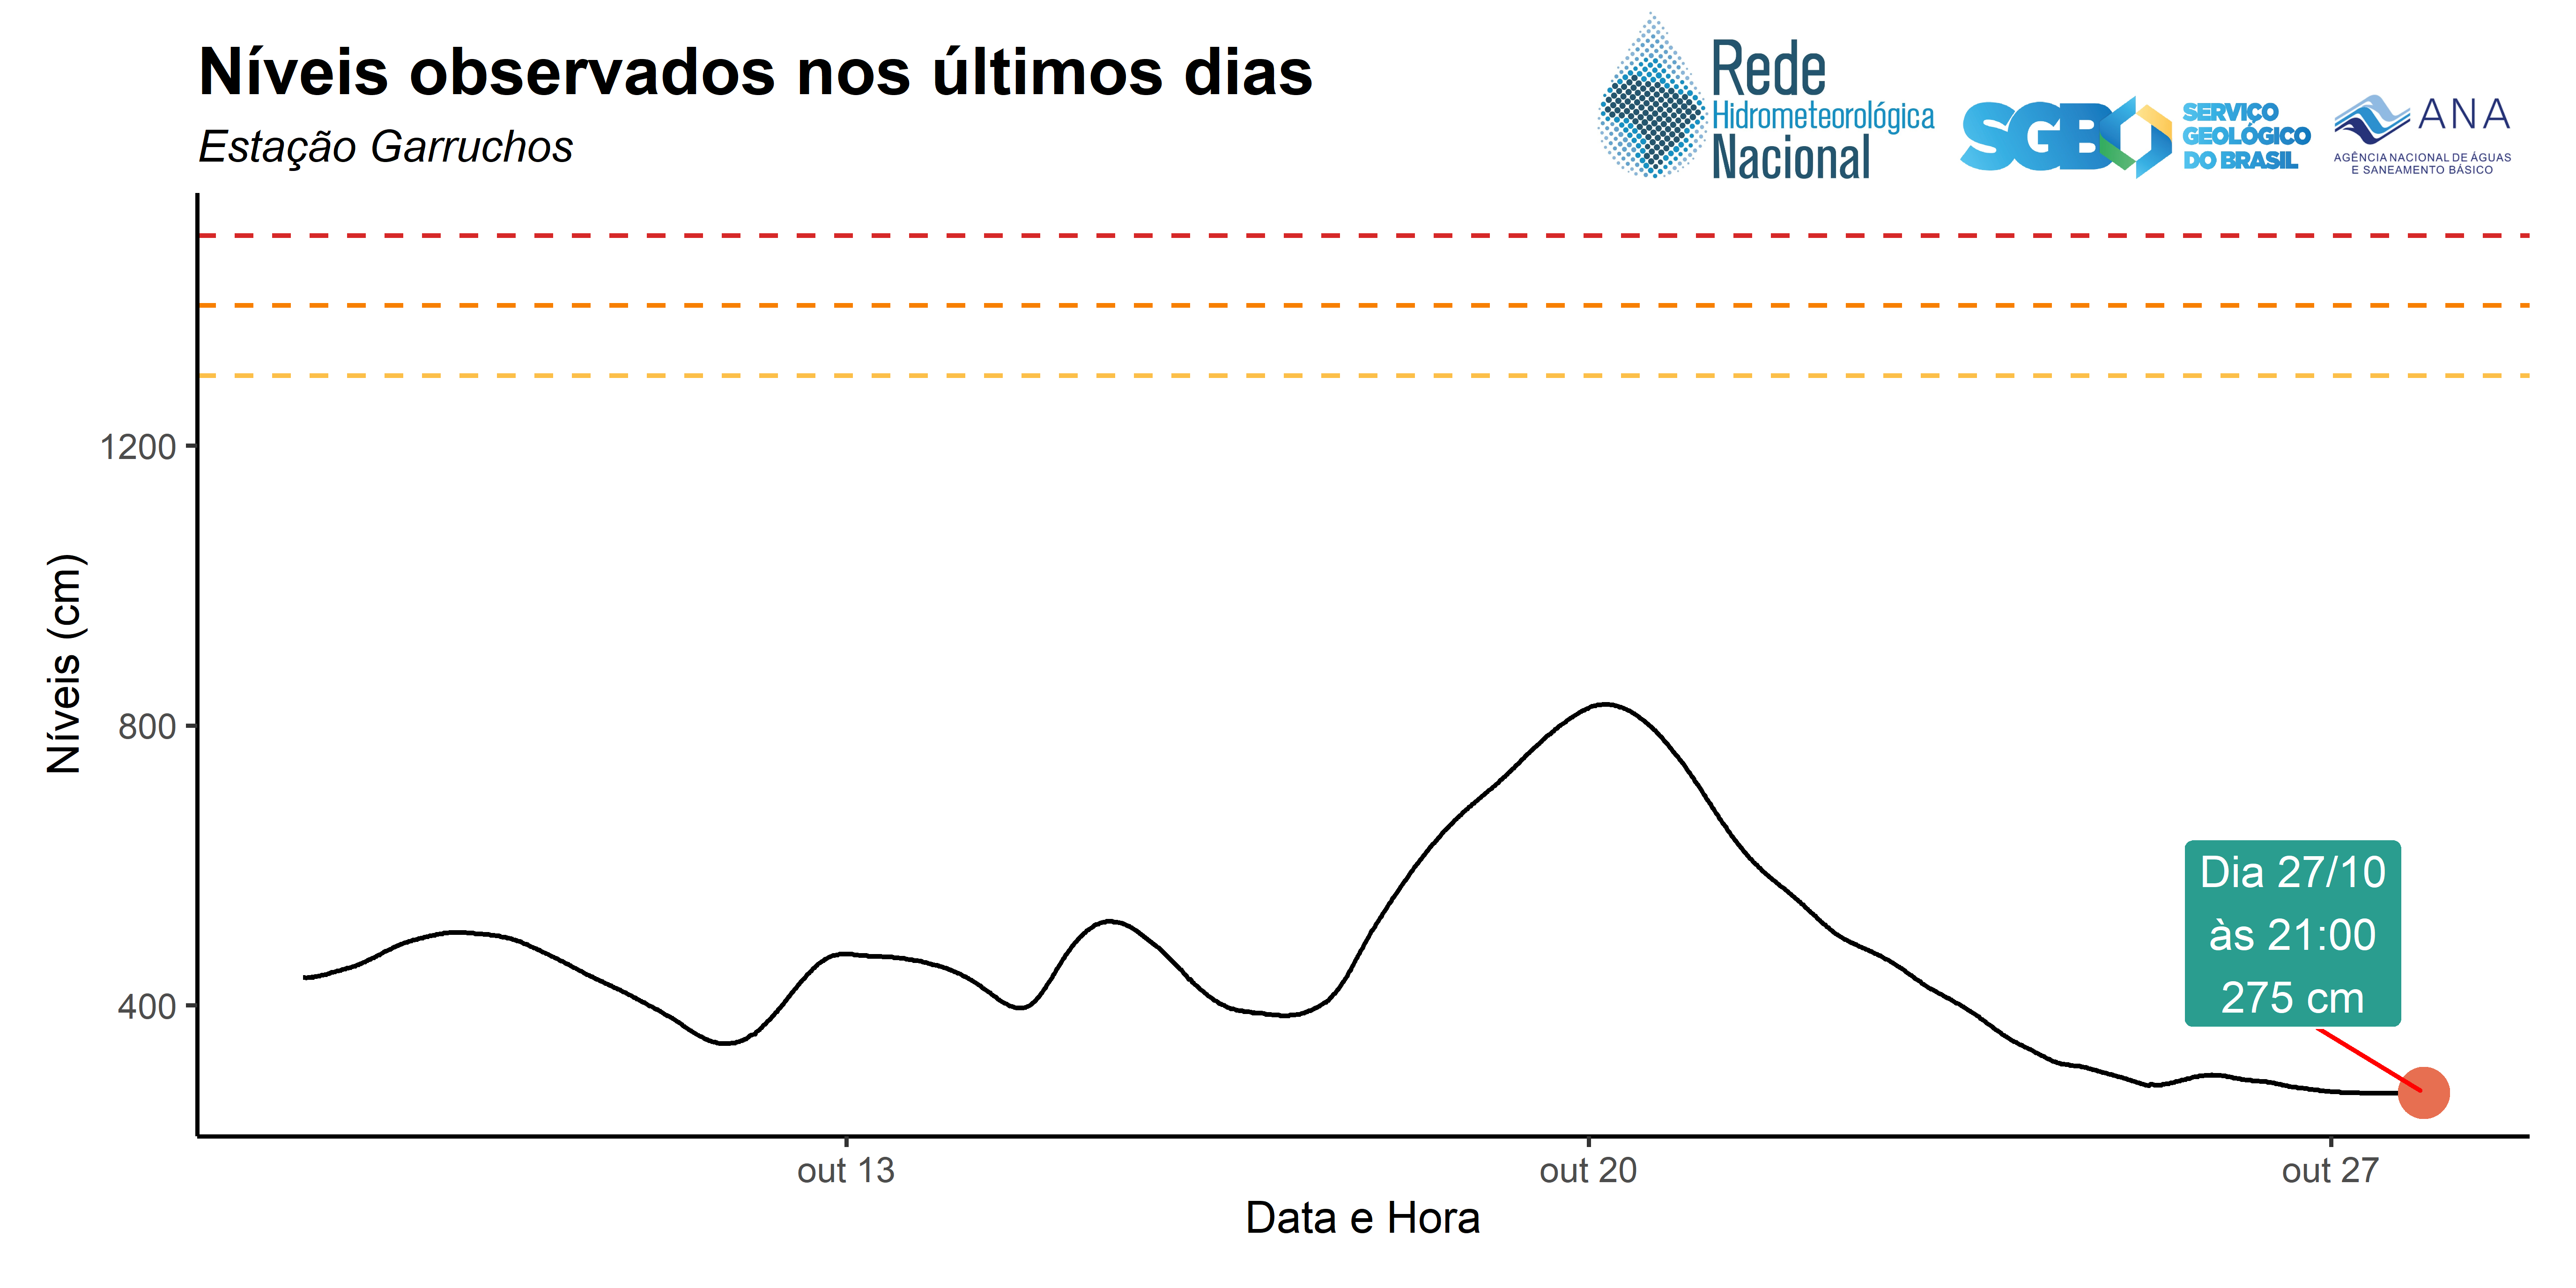 Níveis observados nos últimos dias
Estação Garruchos
Rede
Hidrometeorológica
Nacional
SGB
SERVIÇO
GEOLÓGICO
DO BRASIL
ANA
AGÊNCIA NACIONAL DE ÁGUAS
E SANEAMENTO BÁSICO
Níveis (cm)
1200
800
400
Dia 27/10
às 21:00
275 cm
out 13
out 20
out 27
Data e Hora